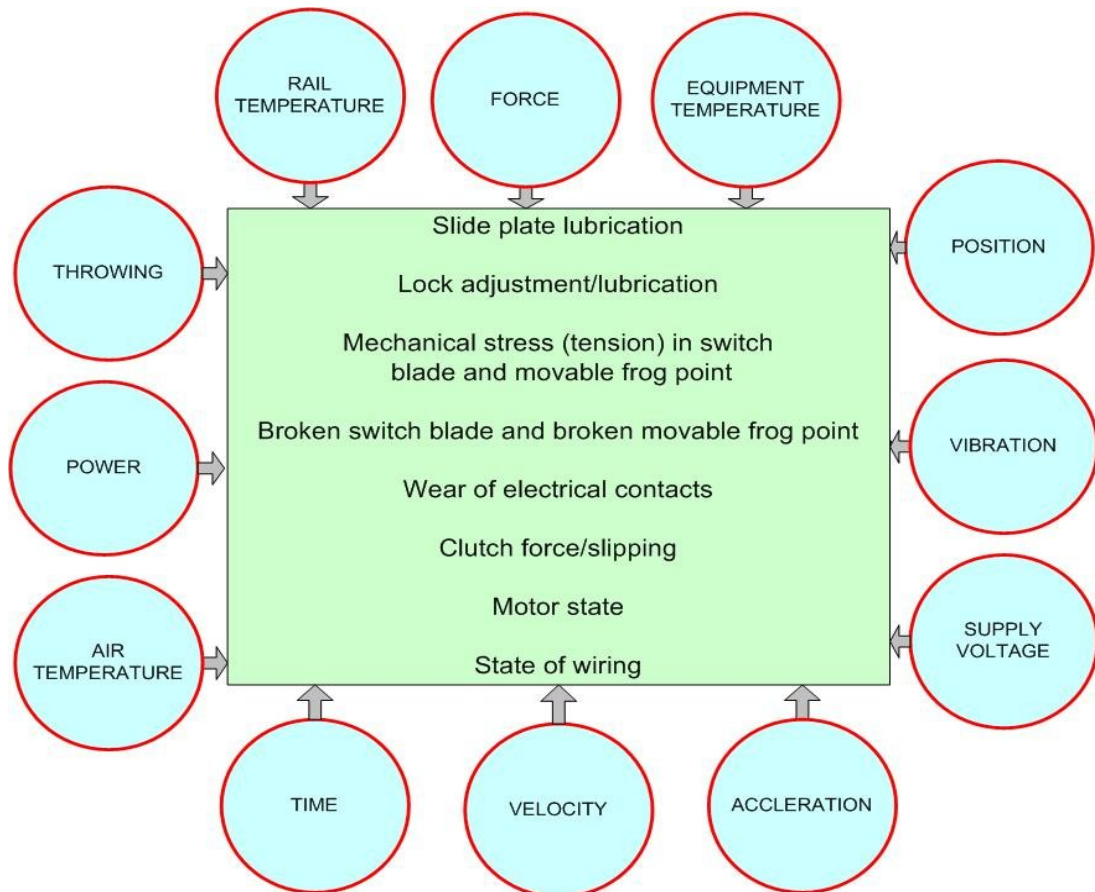 RAIL
TEMPERATURE
FORCE
EQUIPMENT
TEMPERATURE
THROWING
POSITION
Slide plate lubrication
Lock adjustment/lubrication
Mechanical stress (tension) in switch
blade and movable frog point
Broken switch blade and broken movable frog point
Wear of electrical contacts
Clutch force/slipping
Motor state
State of wiring
POWER
VIBRATION
AIR
TEMPERATURE
SUPPLY
VOLTAGE
TIME
VELOCITY
ACCLERATION